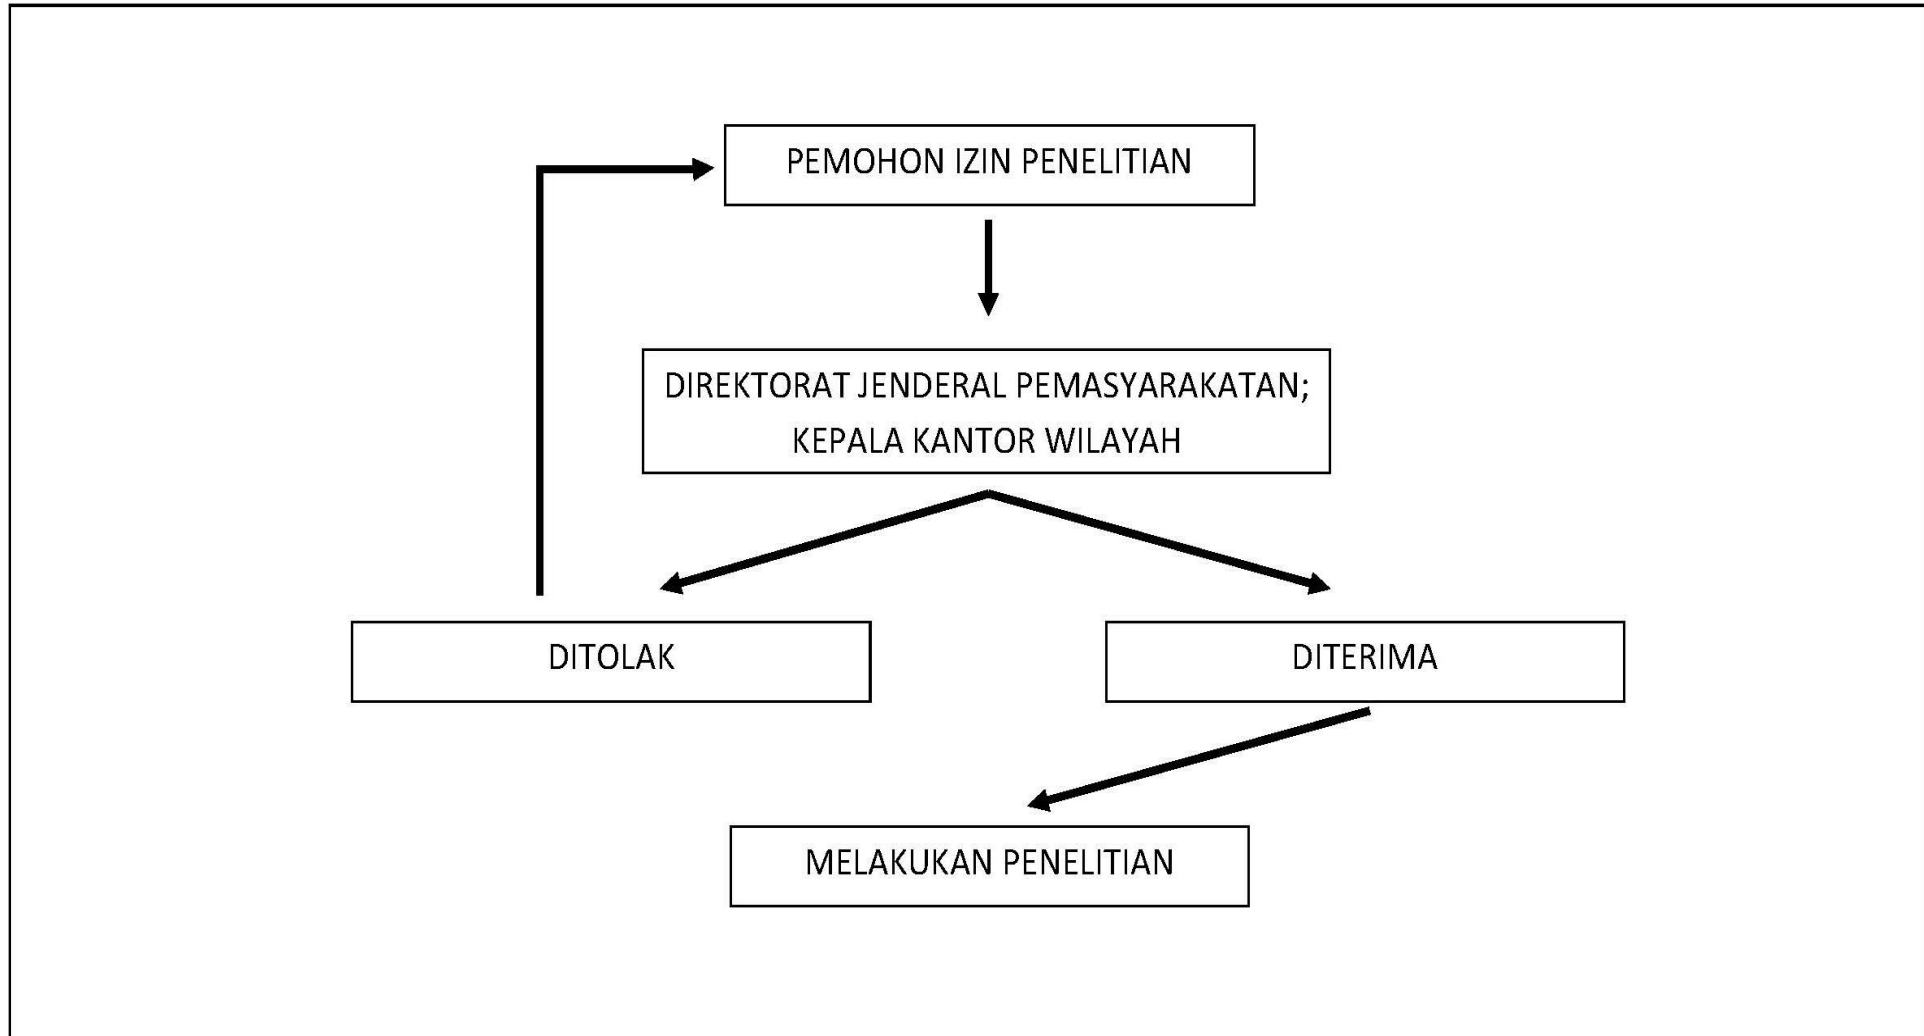 PEMOHON IZIN PENELITIAN
DIREKTORAT JENDERAL PEMASYARAKATAN;
KEPALA KANTOR WILAYAH
DITOLAK
DITERIMA
MELAKUKAN PENELITIAN